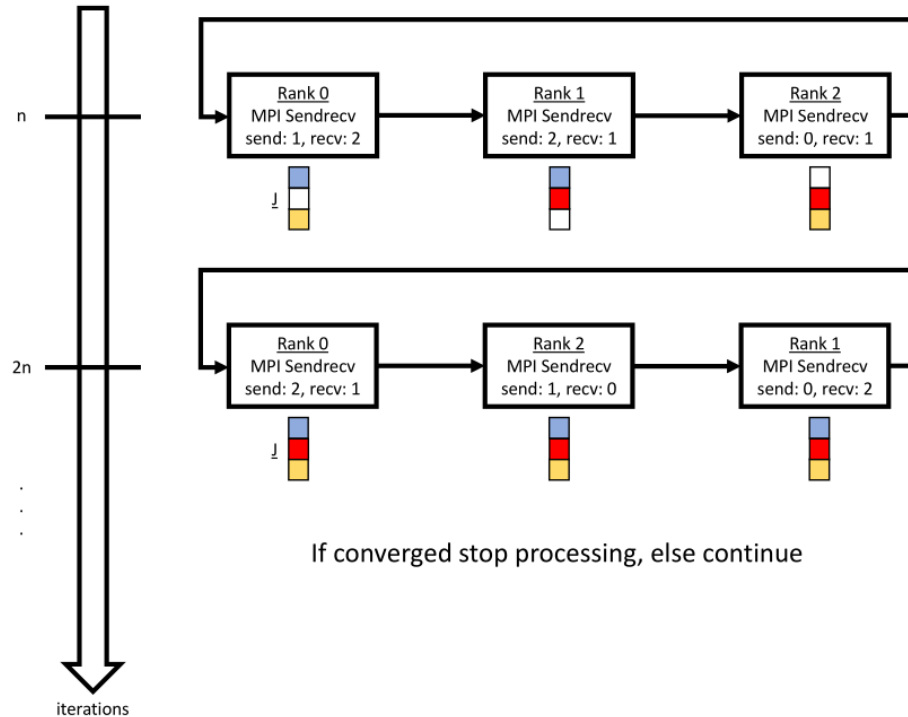 n
Rank 0
MPI Sendrecv
send: 1, recv: 2
Rank 1
MPI Sendrecv
send: 2, recv: 1
Rank 2
MPI Sendrecv
send: 0, recv: 1
J
2n
Rank 0
MPI Sendrecv
send: 2, recv: 1
Rank 2
MPI Sendrecv
send: 1, recv: 0
Rank 1
MPI Sendrecv
send: 0, recv: 2
J
.
.
.
If converged stop processing, else continue
iterations